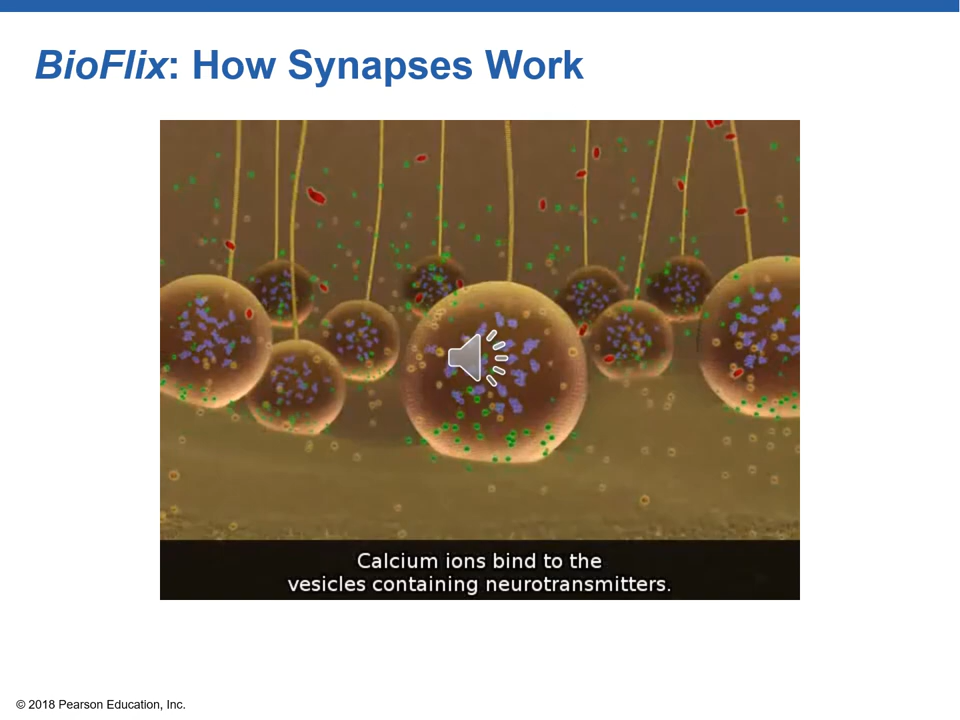 BioFlix: How Synapses Work
Calcium ions bind to the
vesicles containing neurotransmitters.
© 2018 Pearson Education, Inc.